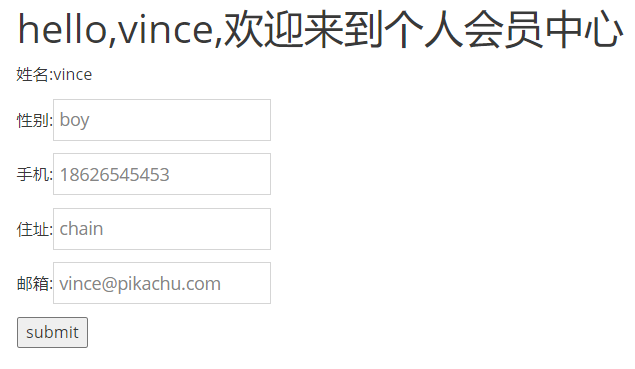 hello,vince,欢迎来到个人会员中心
姓名:vince
性别:boy
手机:18626545453
住址:chain
邮箱:vince@pikachu.com
submit